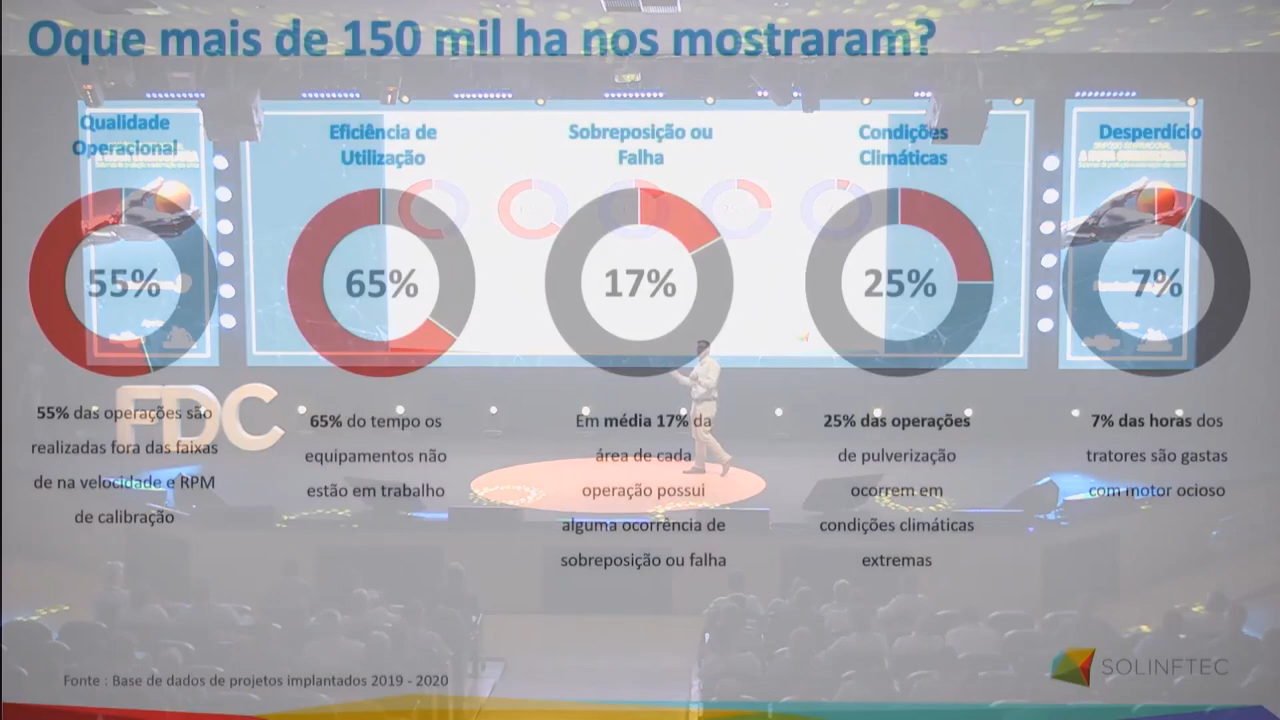 Oque mais de 150 mil ha nos mostraram?
Qualidade
Operacional
Eficiência de
Utilização
Sobreposição ou
Falha
Condições
Climáticas
Desperdício
55%
65%
17%
25%
7%
55% das operações são
realizadas fora das faixas
de na velocidade e RPM
de calibração
65% do tempo os
equipamentos não
estão em trabalho
Em média 17% da
área de cada
operação possui
alguma ocorrência de
sobreposição ou falha
25% das operações
de pulverização
ocorrem em
condições climáticas
extremas
7% das horas dos
tratores são gastas
com motor ocioso
FDC
Fonte : Base de dados de projetos implantados 2019 - 2020
SOLINFTEC